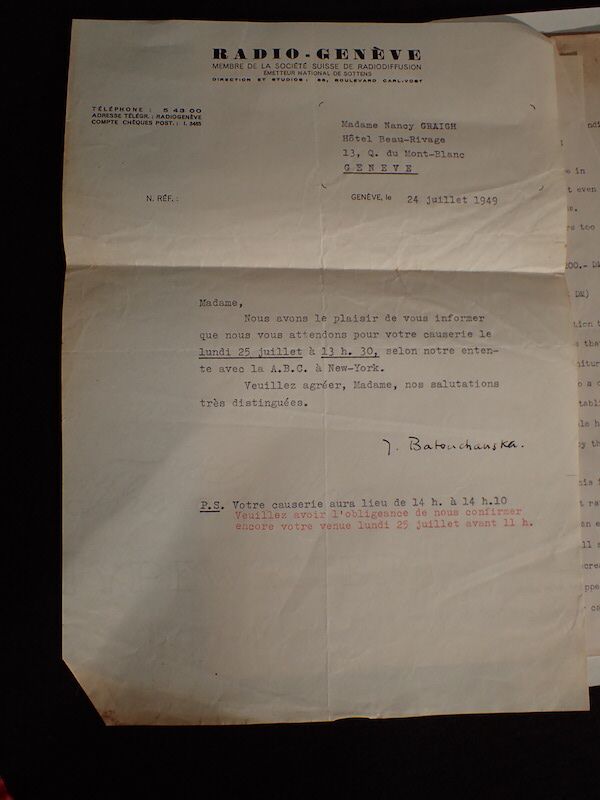 RADIO-GENÈVE
MEMBRE DE LA SOCIÉTÉ SUISSE DE RADIODIFFUSION
ÉMETTEUR NATIONAL DE SOTTENS
DIRECTION ET STUDIOS : 66, BOULEVARD CARL-VOGT
TÉLÉPHONE : 5 43 00
ADRESSE TÉLÉGR. : RADIOGENÈVE
COMPTE CHÈQUES POST. : I. 2465
Madame Nancy GRAIGH
Hôtel Beau-Rivage
13, Q. du Mont-Blanc
GENEVE
N. RÉF. :
GENÈVE, le 24 juillet 1949
Madame,
Nous avons le plaisir de vous informer
que nous vous attendons pour votre causerie le
lundi 25 juillet à 13 h. 30, selon notre enten-
te avec la A.B.C. à New-York.
Veuillez agréer, Madame, nos salutations
très distinguées.
J. Batouchanska.
P.S. Votre causerie aura lieu de 14 h. à 14 h.10
Veuillez avoir l'obligeance de nous confirmer
encore votre venue lundi 25 juillet avant 11 h.